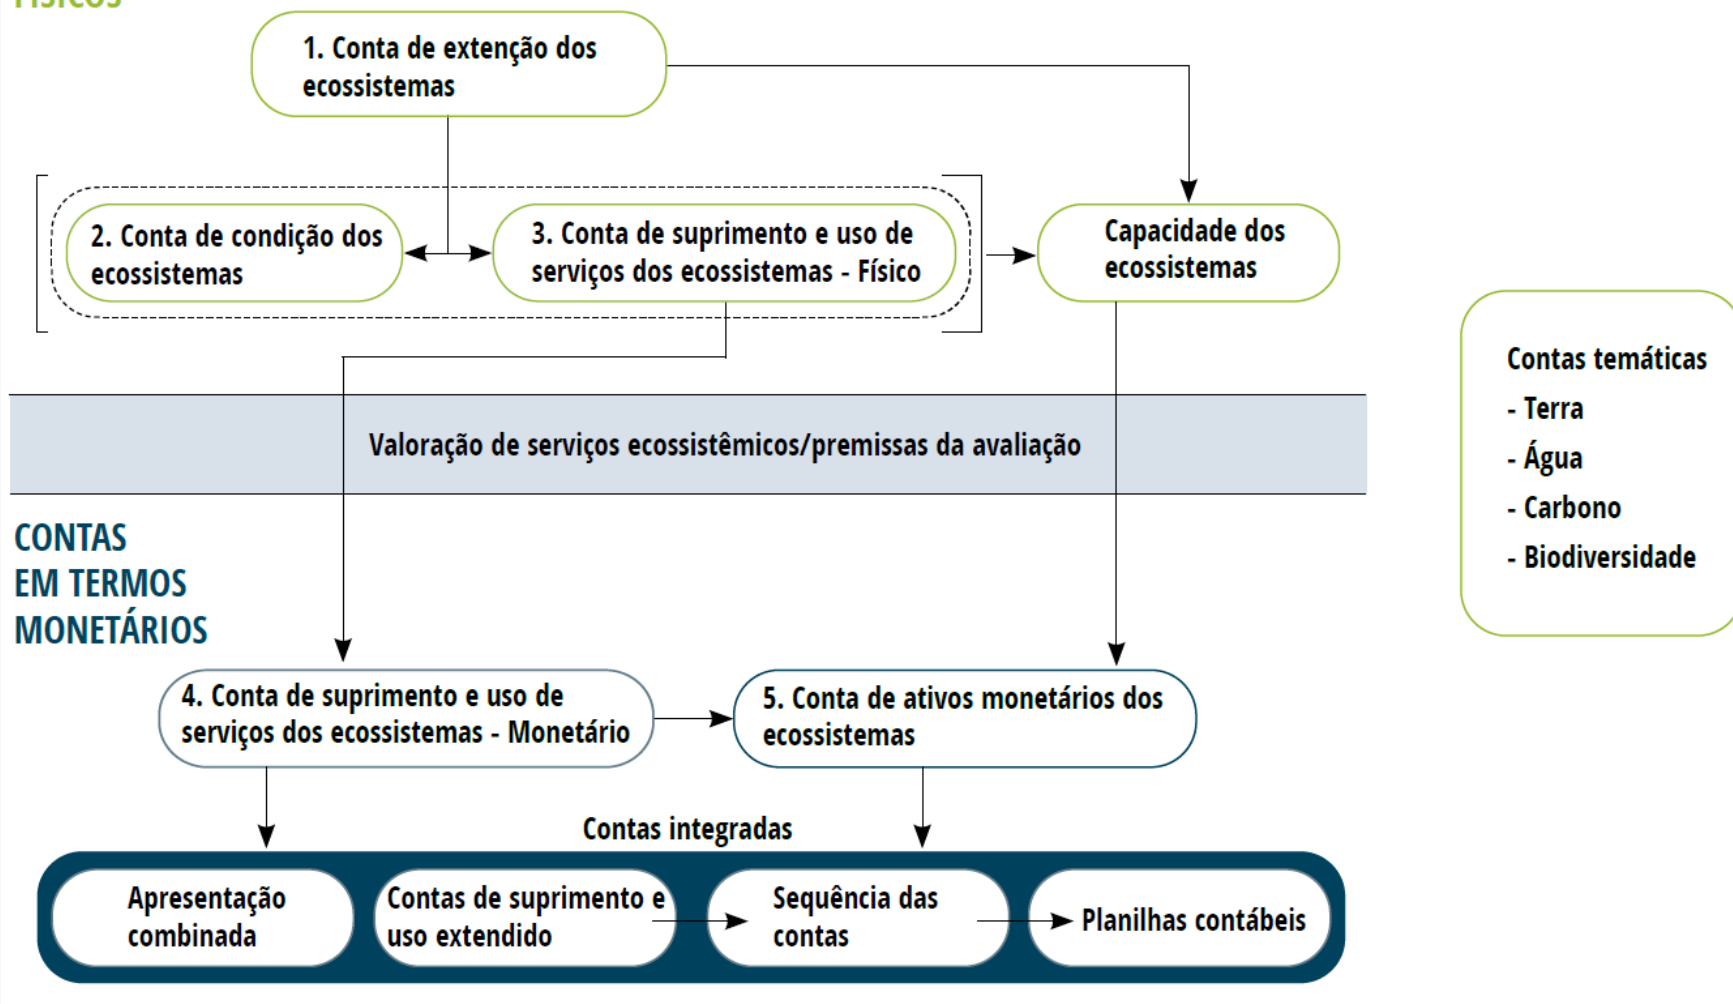 FÍSICOS
1. Conta de extenção dos
ecossistemas
2. Conta de condição dos
ecossistemas
3. Conta de suprimento e uso de
serviços dos ecossistemas - Físico
Capacidade dos
ecossistemas
Contas temáticas
- Terra
- Água
- Carbono
- Biodiversidade
Valoração de serviços ecossistêmicos/premissas da avaliação
CONTAS
EM TERMOS
MONETÁRIOS
4. Conta de suprimento e uso de
serviços dos ecossistemas - Monetário
5. Conta de ativos monetários dos
ecossistemas
Contas integradas
Apresentação
combinada
Contas de suprimento e
uso extendido
Sequência das
contas
Planilhas contábeis